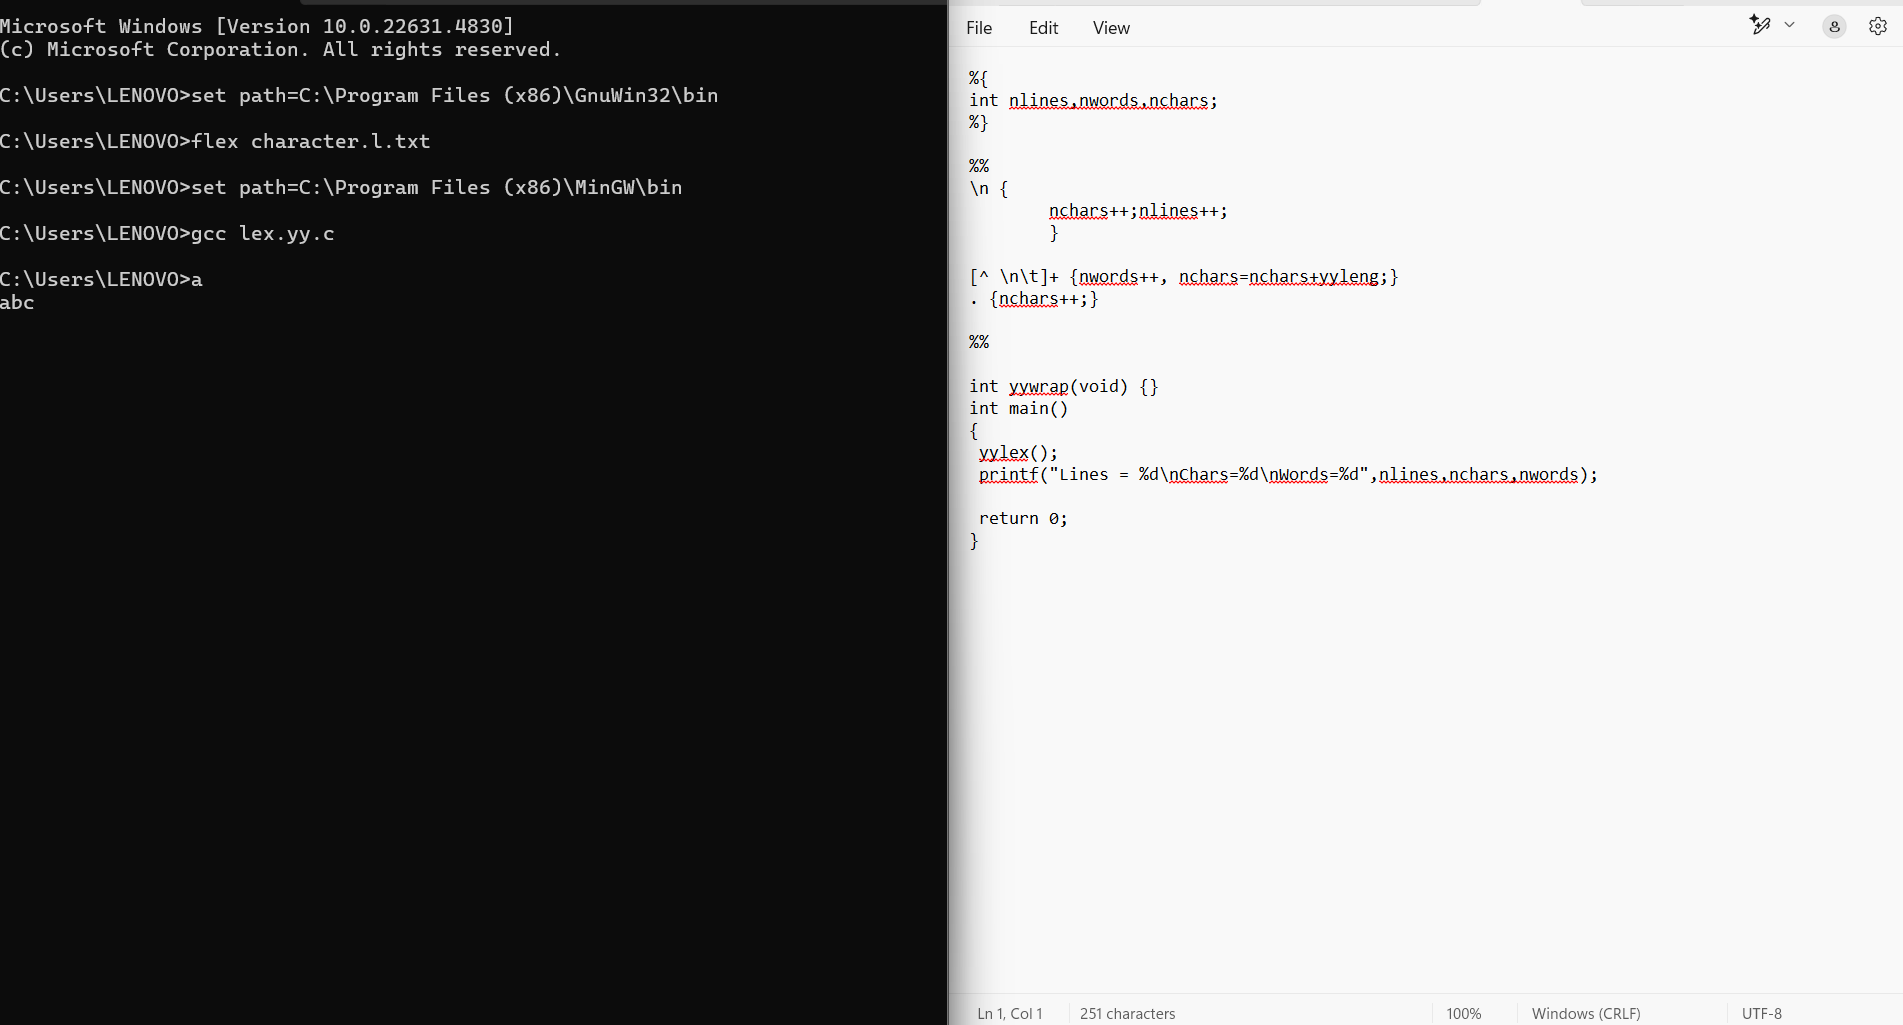 Microsoft Windows [Version 10.0.22631.4830]
(c) Microsoft Corporation. All rights reserved.
C:\Users\LENOVO>set path=C:\Program Files (x86)\GnuWin32\bin
C:\Users\LENOVO>flex character.l.txt
C:\Users\LENOVO>set path=C:\Program Files (x86)\MinGW\bin
C:\Users\LENOVO>gcc lex.yy.c
C:\Users\LENOVO>a
abc
File Edit View
%{
int nlines,nwords,nchars;
%}
%%
\n {
nchars++;nlines++;
}
[^ \n\t]+ {nwords++, nchars=nchars+yyleng;}
. {nchars++;}
%%
int yywrap(void) {}
int main()
{
yylex();
printf("Lines = %d\nChars=%d\nWords=%d",nlines,nchars,nwords);
return 0;
}
Ln 1, Col 1 251 characters 100% Windows (CRLF) UTF-8